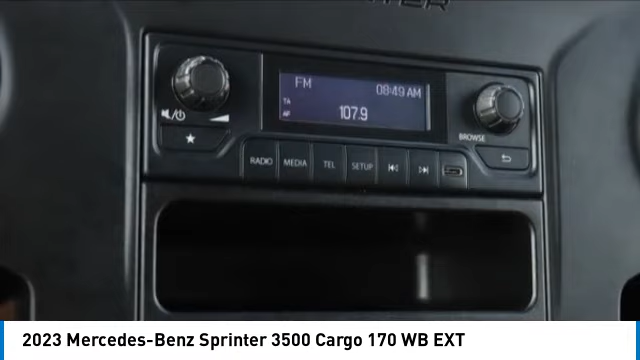 FM
08:49 AM
TA
AF
107.9
BROWSE
RADIO MEDIA TEL SETUP
2023 Mercedes-Benz Sprinter 3500 Cargo 170 WB EXT